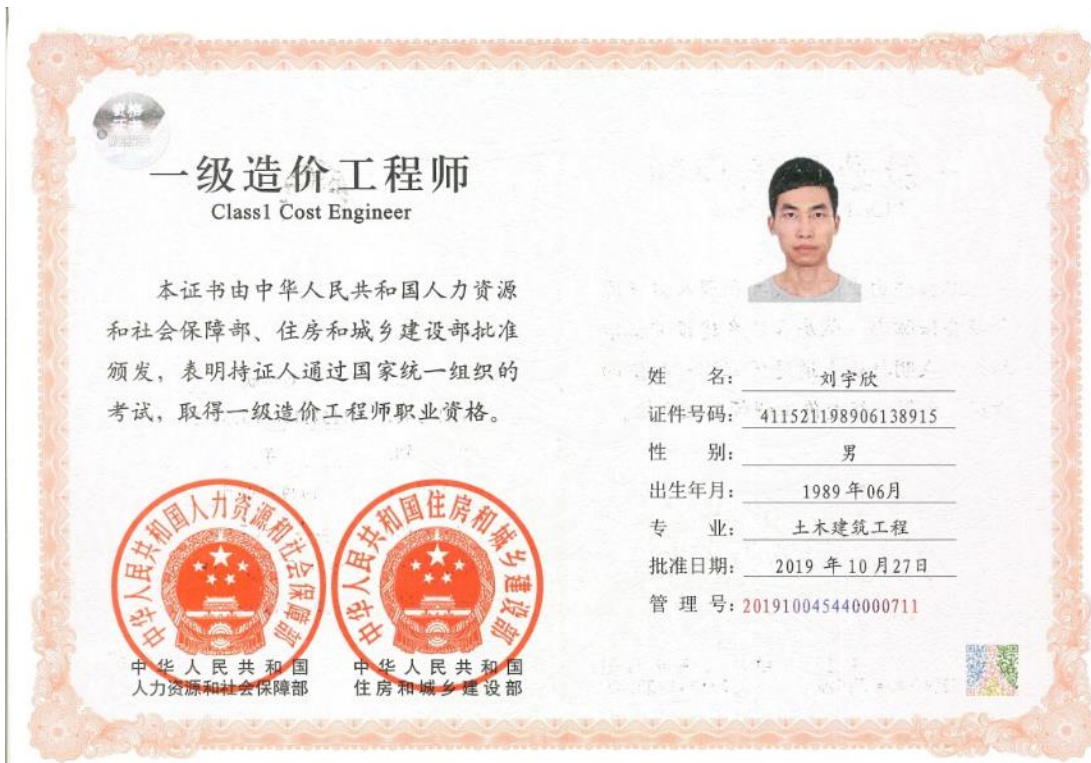 资格
证书
一级造价工程师
Class1 Cost Engineer
本证书由中华人民共和国人力资源
和社会保障部、住房和城乡建设部批准
颁发，表明持证人通过国家统一组织的
考试，取得一级造价工程师职业资格。
中华人民共和国人力资源和社会保障部
中华人民共和国住房和城乡建设部
中华人民共和国
人力资源和社会保障部
中华人民共和国
住房和城乡建设部
姓 名： 刘宇欣
证件号码： 411521198906138915
性 别： 男
出生年月： 1989年06月
专 业： 土木建筑工程
批准日期： 2019年10月27日
管 理 号：201910045440000711